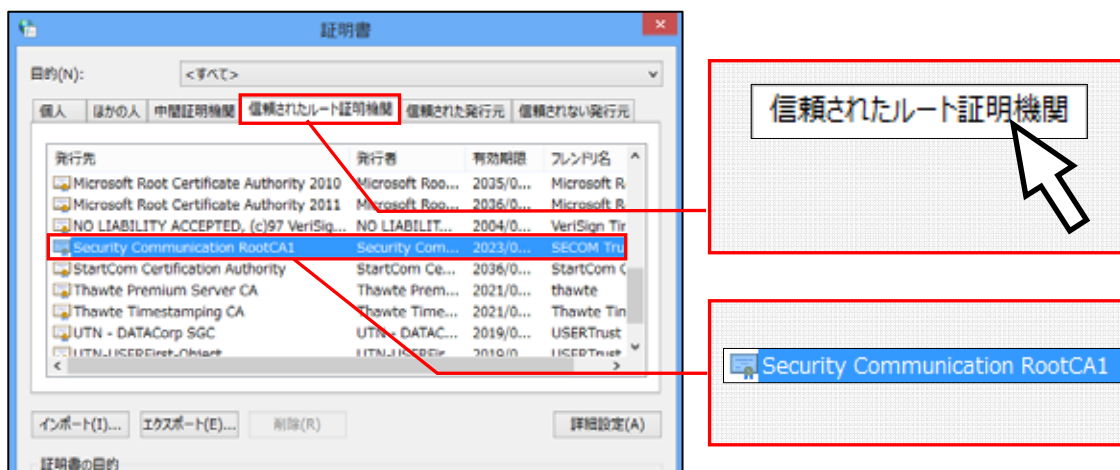 証明書
目的(N): <すべて>
個人 ほかの人 中間証明機関 信頼されたルート証明機関 信頼された発行元 信頼されない発行元
発行先 発行者 有効期限 フレンドリ名
Microsoft Root Certificate Authority 2010 Microsoft Roo... 2035/0... Microsoft R
Microsoft Root Certificate Authority 2011 Microsoft Roo... 2036/0... Microsoft R
NO LIABILITY ACCEPTED, (c)97 VeriSig... NO LIABILIT... 2004/0... VeriSign Tir
Security Communication RootCA1 Security Com... 2023/0... SECOM Tru
StartCom Certification Authority StartCom Ce... 2036/0... StartCom C
Thawte Premium Server CA Thawte Prem... 2021/0... thawte
Thawte Timestamping CA Thawte Time... 2021/0... Thawte Tin
UTN - DATACorp SGC UTN - DATAC... 2019/0... USERTrust
UTN-USERFirst-Object UTN-USERFir... 2019/0... USERTrust
インポート(I)... エクスポート(E)... 削除(R) 詳細設定(A)
証明書の目的
信頼されたルート証明機関
Security Communication RootCA1